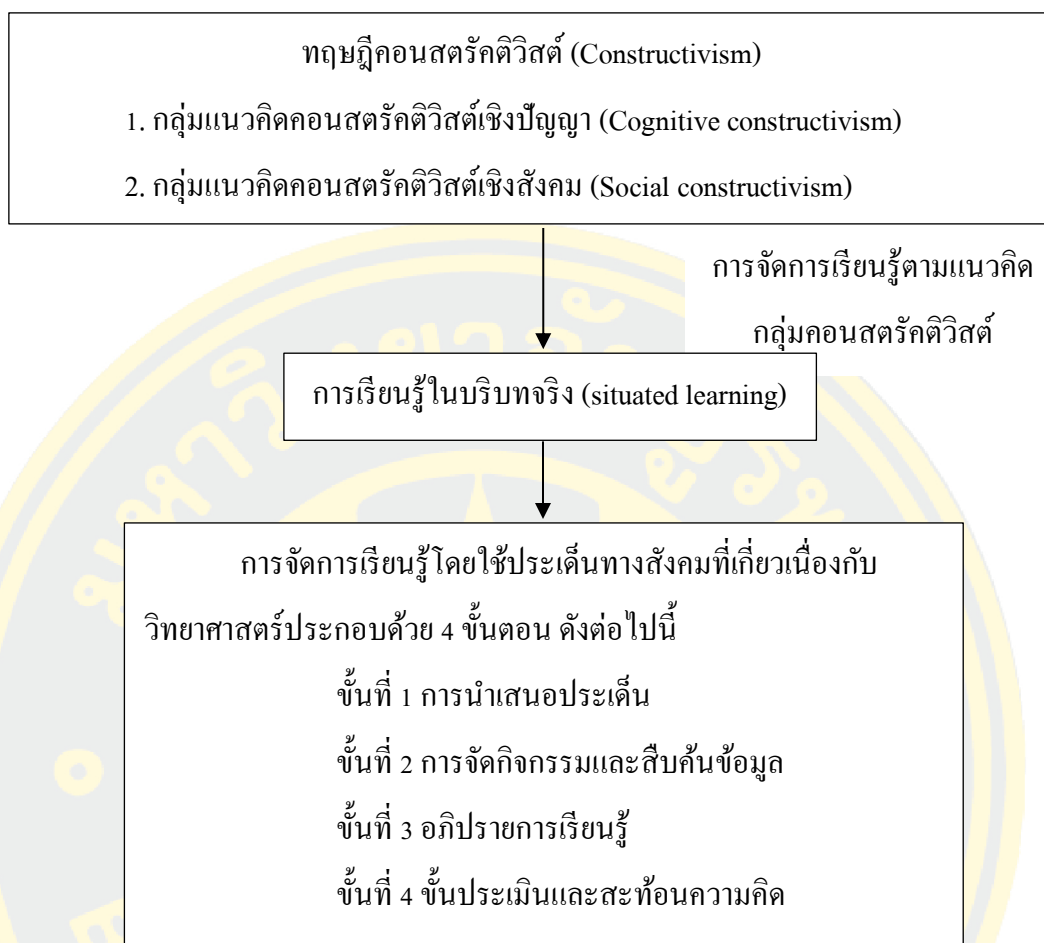 ทฤษฎีคอนสตรัคติวิสต์ (Constructivism)
1. กลุ่มแนวคิดคอนสตรัคติวิสต์เชิงปัญญา (Cognitive constructivism)
2. กลุ่มแนวคิดคอนสตรัคติวิสต์เชิงสังคม (Social constructivism)
การจัดการเรียนรู้ตามแนวคิด
กลุ่มคอนสตรัคติวิสต์
การเรียนรู้ในบริบทจริง (situated learning)
การจัดการเรียนรู้โดยใช้ประเด็นทางสังคมที่เกี่ยวเนื่องกับ
วิทยาศาสตร์ประกอบด้วย 4 ขั้นตอน ดังต่อไปนี้
ขั้นที่ 1 การนำเสนอประเด็น
ขั้นที่ 2 การจัดกิจกรรมและสืบค้นข้อมูล
ขั้นที่ 3 อภิปรายการเรียนรู้
ขั้นที่ 4 ขั้นประเมินและสะท้อนความคิด